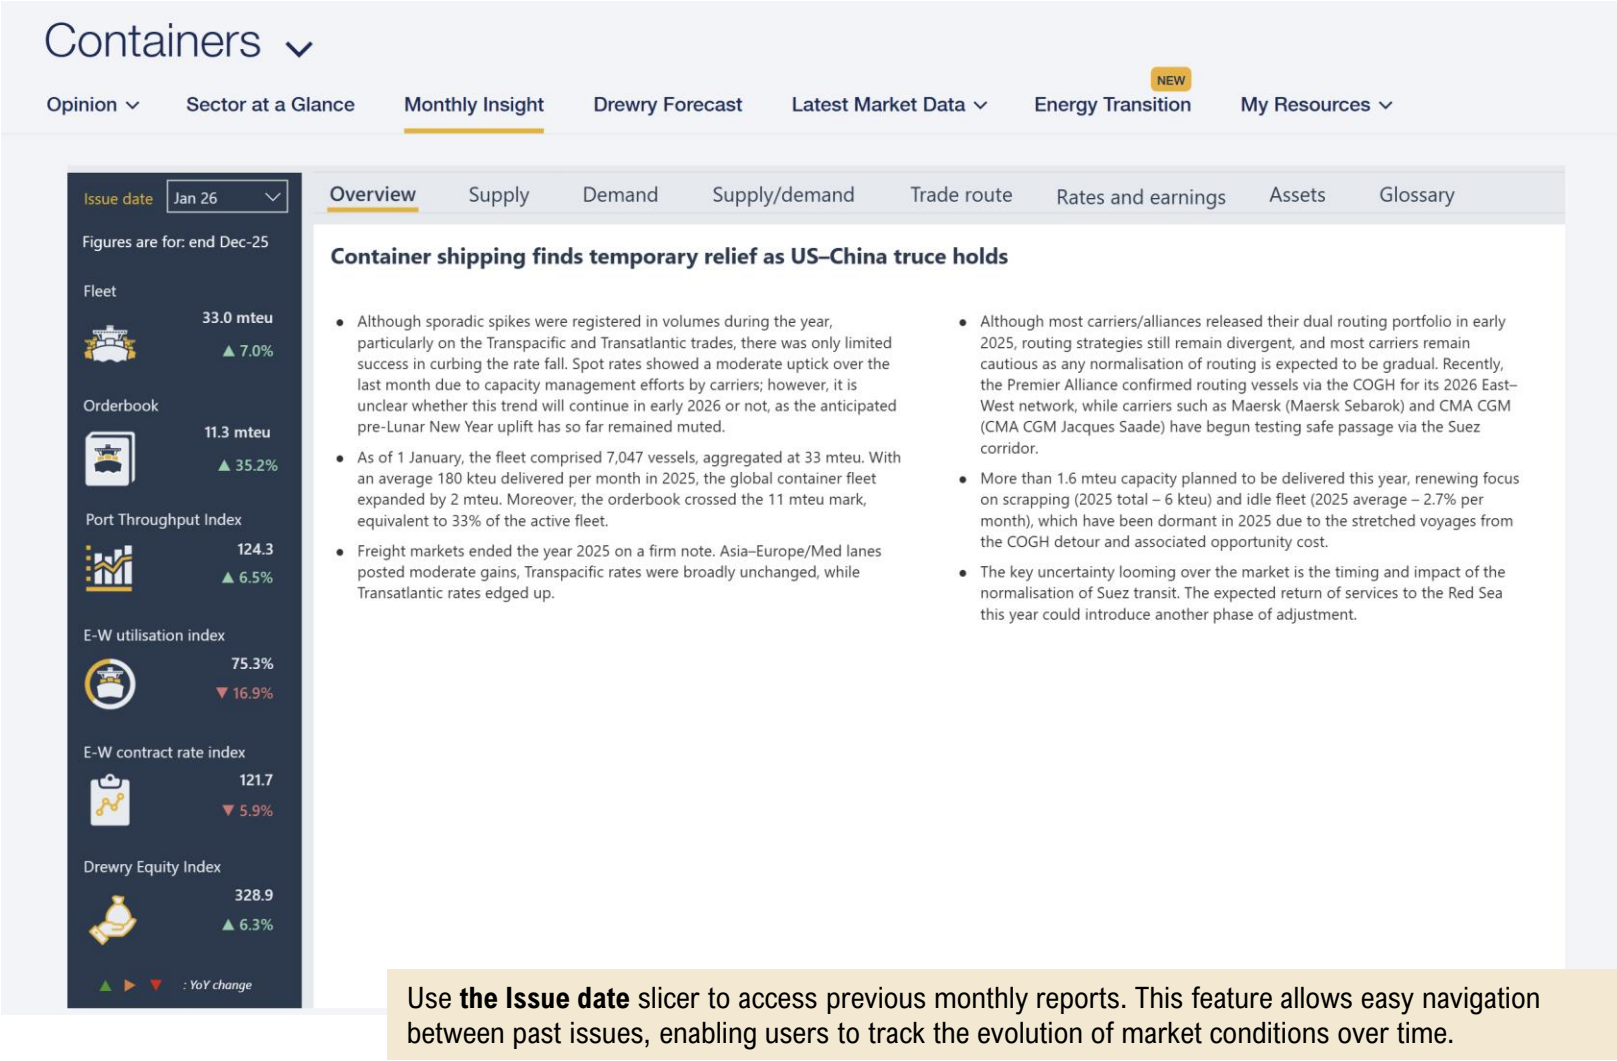 Containers
NEW
Opinion Sector at a Glance Monthly Insight Drewry Forecast Latest Market Data Energy Transition My Resources
Issue date Jan 26
Figures are for: end Dec-25
Fleet
33.0 mteu
▲ 7.0%
Orderbook
11.3 mteu
▲ 35.2%
Port Throughput Index
124.3
▲ 6.5%
E-W utilisation index
75.3%
▼ 16.9%
E-W contract rate index
121.7
▼ 5.9%
Drewry Equity Index
328.9
▲ 6.3%
▲ ▶ ▼ : YoY change
Overview Supply Demand Supply/demand Trade route Rates and earnings Assets Glossary
Container shipping finds temporary relief as US–China truce holds
● Although sporadic spikes were registered in volumes during the year,
particularly on the Transpacific and Transatlantic trades, there was only limited
success in curbing the rate fall. Spot rates showed a moderate uptick over the
last month due to capacity management efforts by carriers; however, it is
unclear whether this trend will continue in early 2026 or not, as the anticipated
pre-Lunar New Year uplift has so far remained muted.
● As of 1 January, the fleet comprised 7,047 vessels, aggregated at 33 mteu. With
an average 180 kteu delivered per month in 2025, the global container fleet
expanded by 2 mteu. Moreover, the orderbook crossed the 11 mteu mark,
equivalent to 33% of the active fleet.
● Freight markets ended the year 2025 on a firm note. Asia–Europe/Med lanes
posted moderate gains, Transpacific rates were broadly unchanged, while
Transatlantic rates edged up.
● Although most carriers/alliances released their dual routing portfolio in early
2025, routing strategies still remain divergent, and most carriers remain
cautious as any normalisation of routing is expected to be gradual. Recently,
the Premier Alliance confirmed routing vessels via the COGH for its 2026 East–
West network, while carriers such as Maersk (Maersk Sebarok) and CMA CGM
(CMA CGM Jacques Saade) have begun testing safe passage via the Suez
corridor.
● More than 1.6 mteu capacity planned to be delivered this year, renewing focus
on scrapping (2025 total – 6 kteu) and idle fleet (2025 average – 2.7% per
month), which have been dormant in 2025 due to the stretched voyages from
the COGH detour and associated opportunity cost.
● The key uncertainty looming over the market is the timing and impact of the
normalisation of Suez transit. The expected return of services to the Red Sea
this year could introduce another phase of adjustment.
Use the Issue date slicer to access previous monthly reports. This feature allows easy navigation
between past issues, enabling users to track the evolution of market conditions over time.